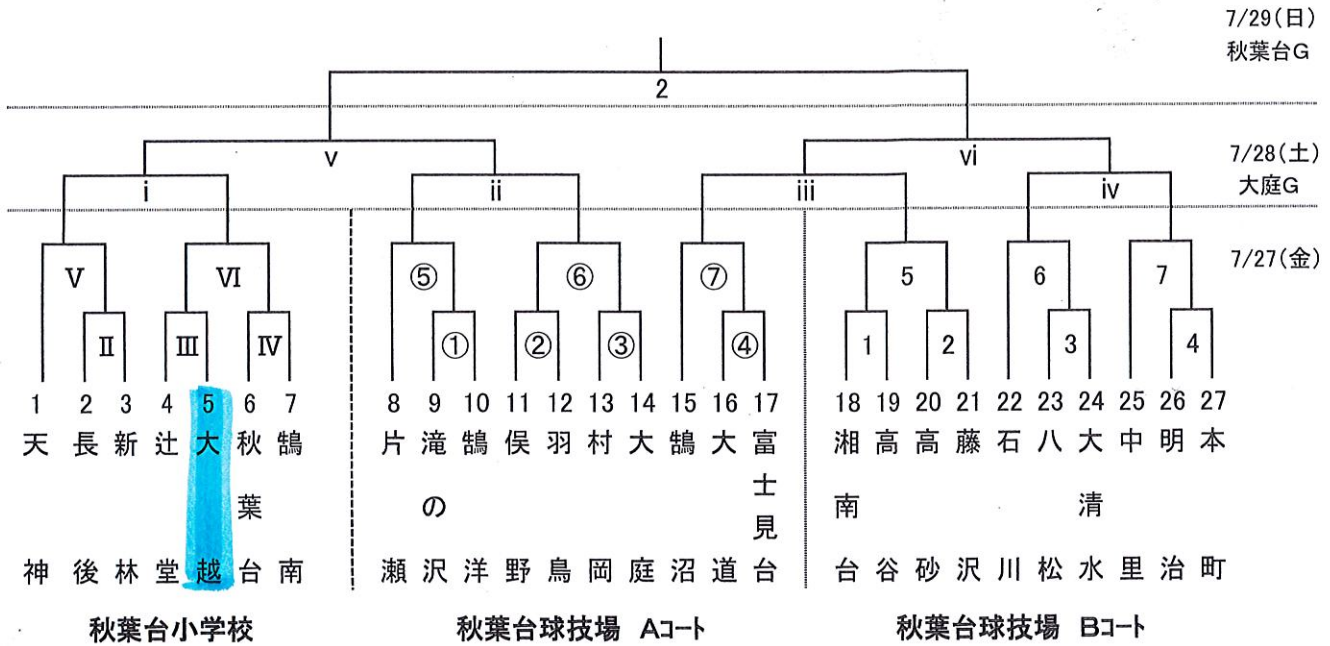 7/29(日)
秋葉台G
2
7/28(土)
大庭G
v
vi
i
ii
iii
iv
7/27(金)
Ⅴ
Ⅵ
⑤
⑥
⑦
5
6
7
Ⅱ
Ⅲ
Ⅳ
①
②
③
④
1
2
3
4
1 2 3 4 5 6 7 8 9 10 11 12 13 14 15 16 17 18 19 20 21 22 23 24 25 26 27
天神
長後
新林
辻堂
大越
秋葉台
鵠南
片瀬
滝の沢
鵠洋
俣野
羽鳥
村岡
大庭
鵠沼
大道
富士見台
湘南台
高谷
高砂
藤沢
石川
八松
大清水
中里
明治
本町
秋葉台小学校
秋葉台球技場 Aコート
秋葉台球技場 Bコート